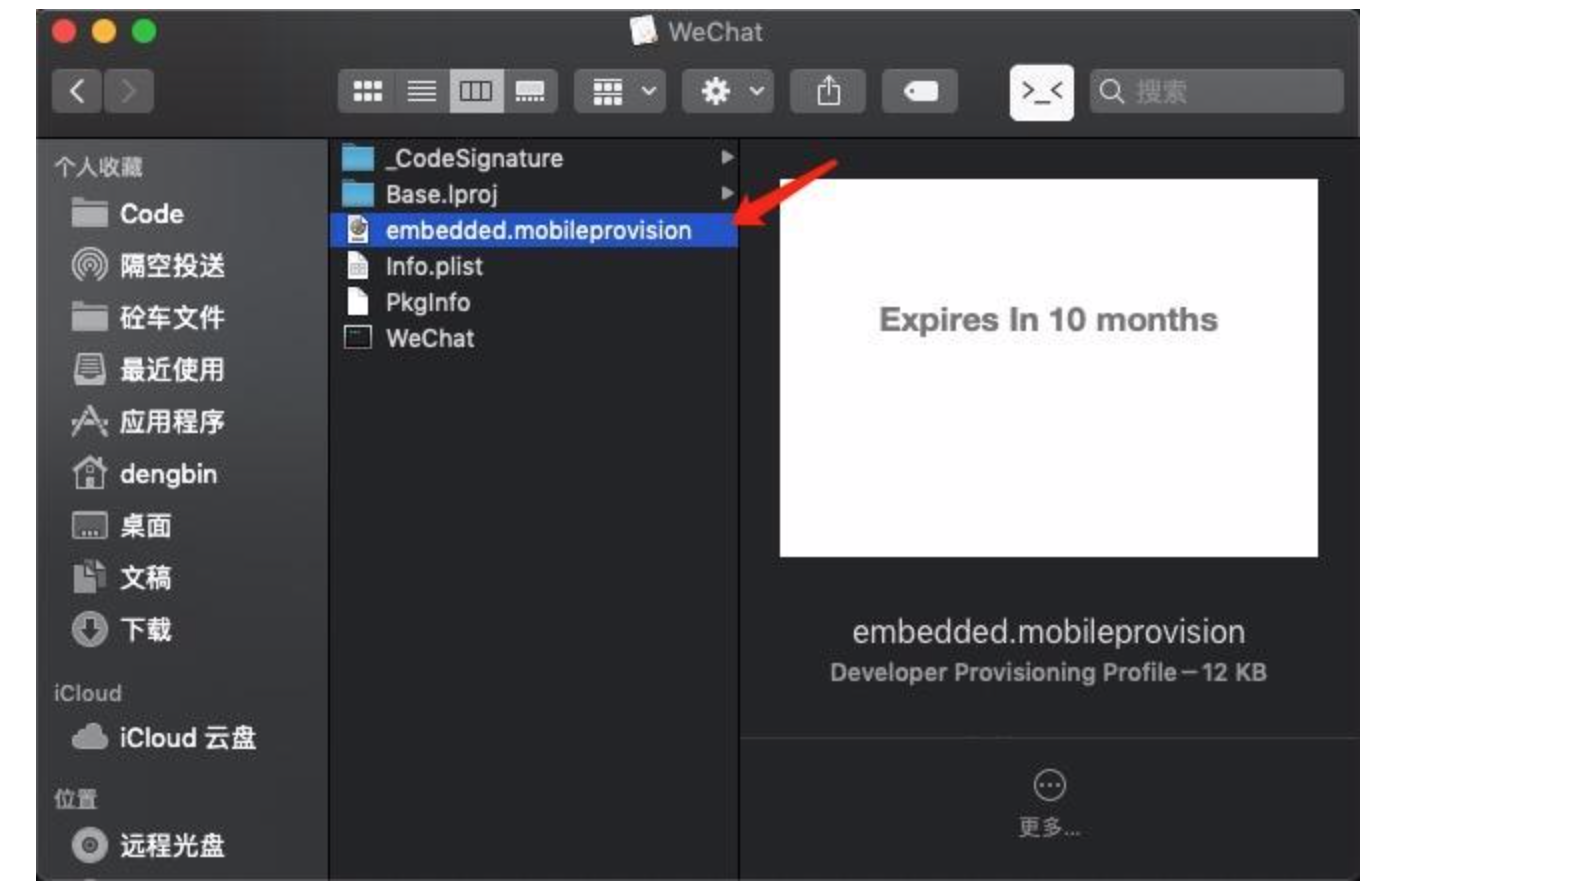 WeChat
>_<
搜索
个人收藏
Code
隔空投送
砼车文件
最近使用
应用程序
dengbin
桌面
文稿
下载
iCloud
iCloud 云盘
位置
远程光盘
_CodeSignature
Base.lproj
embedded.mobileprovision
Info.plist
PkgInfo
WeChat
Expires In 10 months
embedded.mobileprovision
Developer Provisioning Profile – 12 KB
更多...